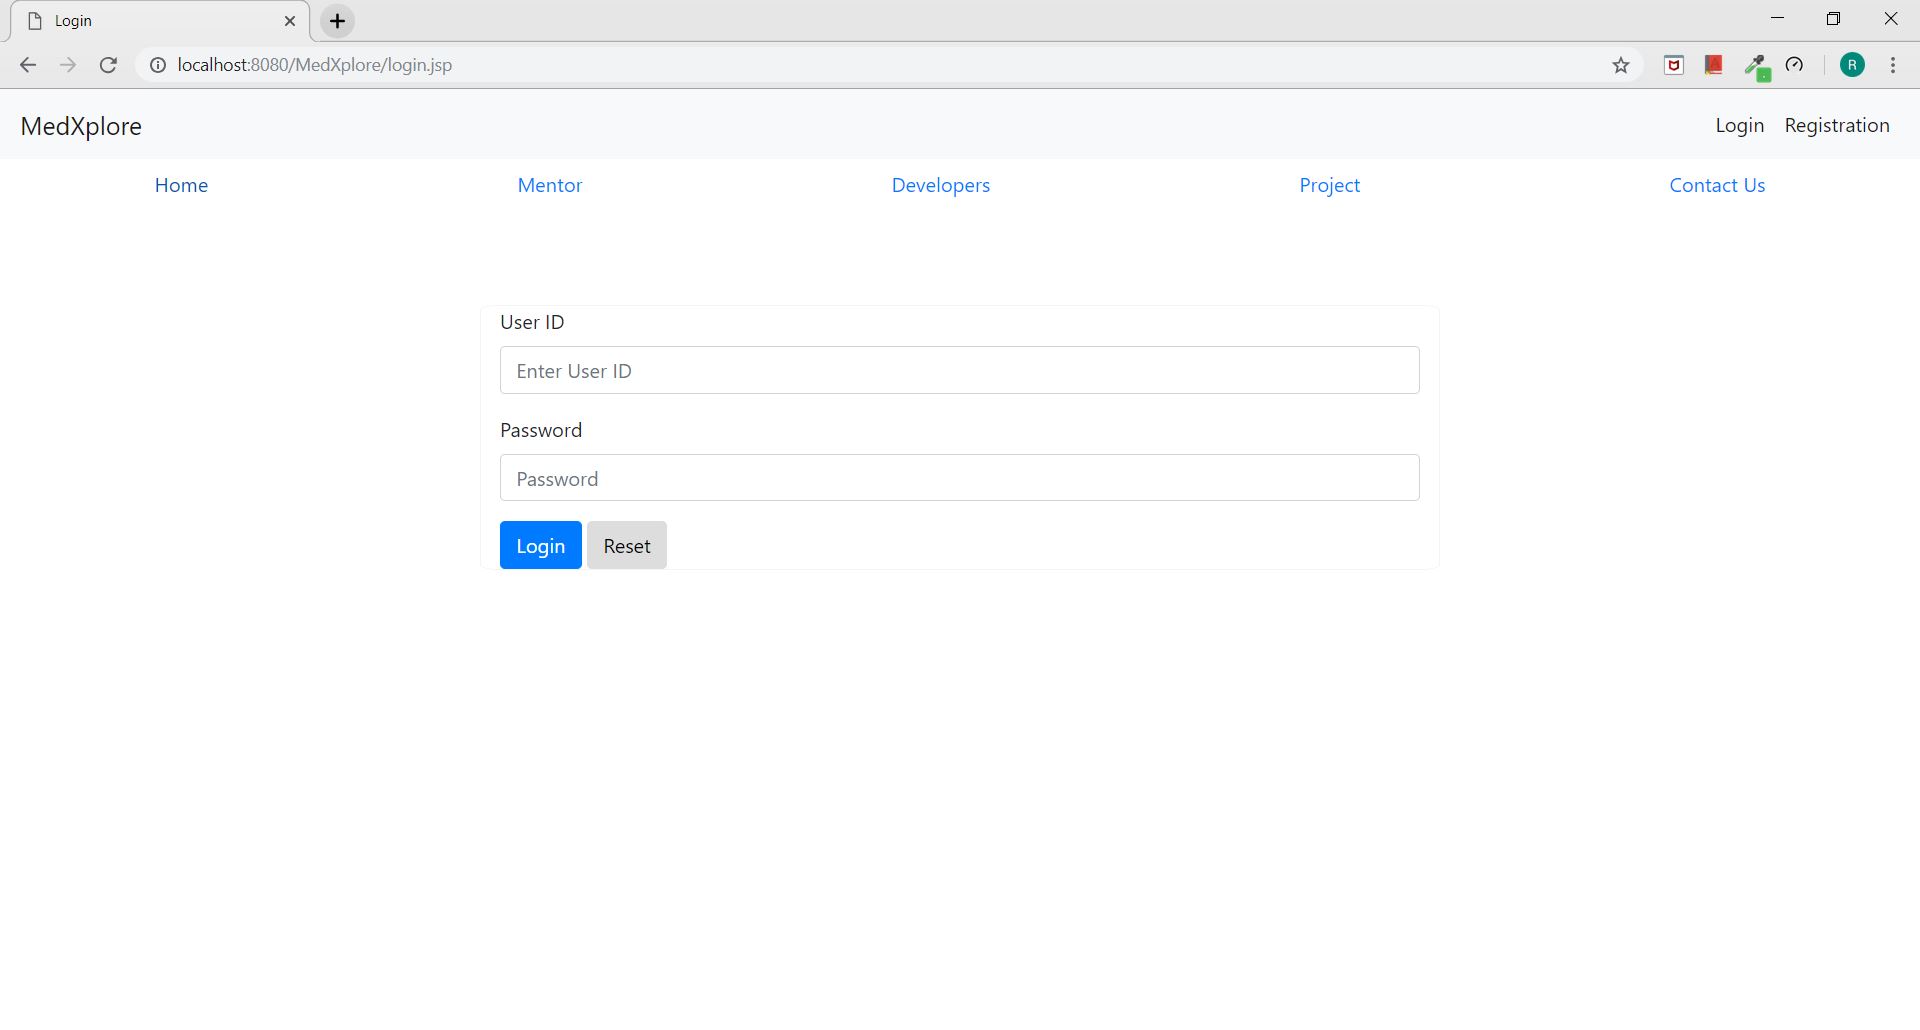 Login
localhost:8080/MedXplore/login.jsp
R
MedXplore
Login Registration
Home Mentor Developers Project Contact Us
User ID
Enter User ID
Password
Password
Login Reset